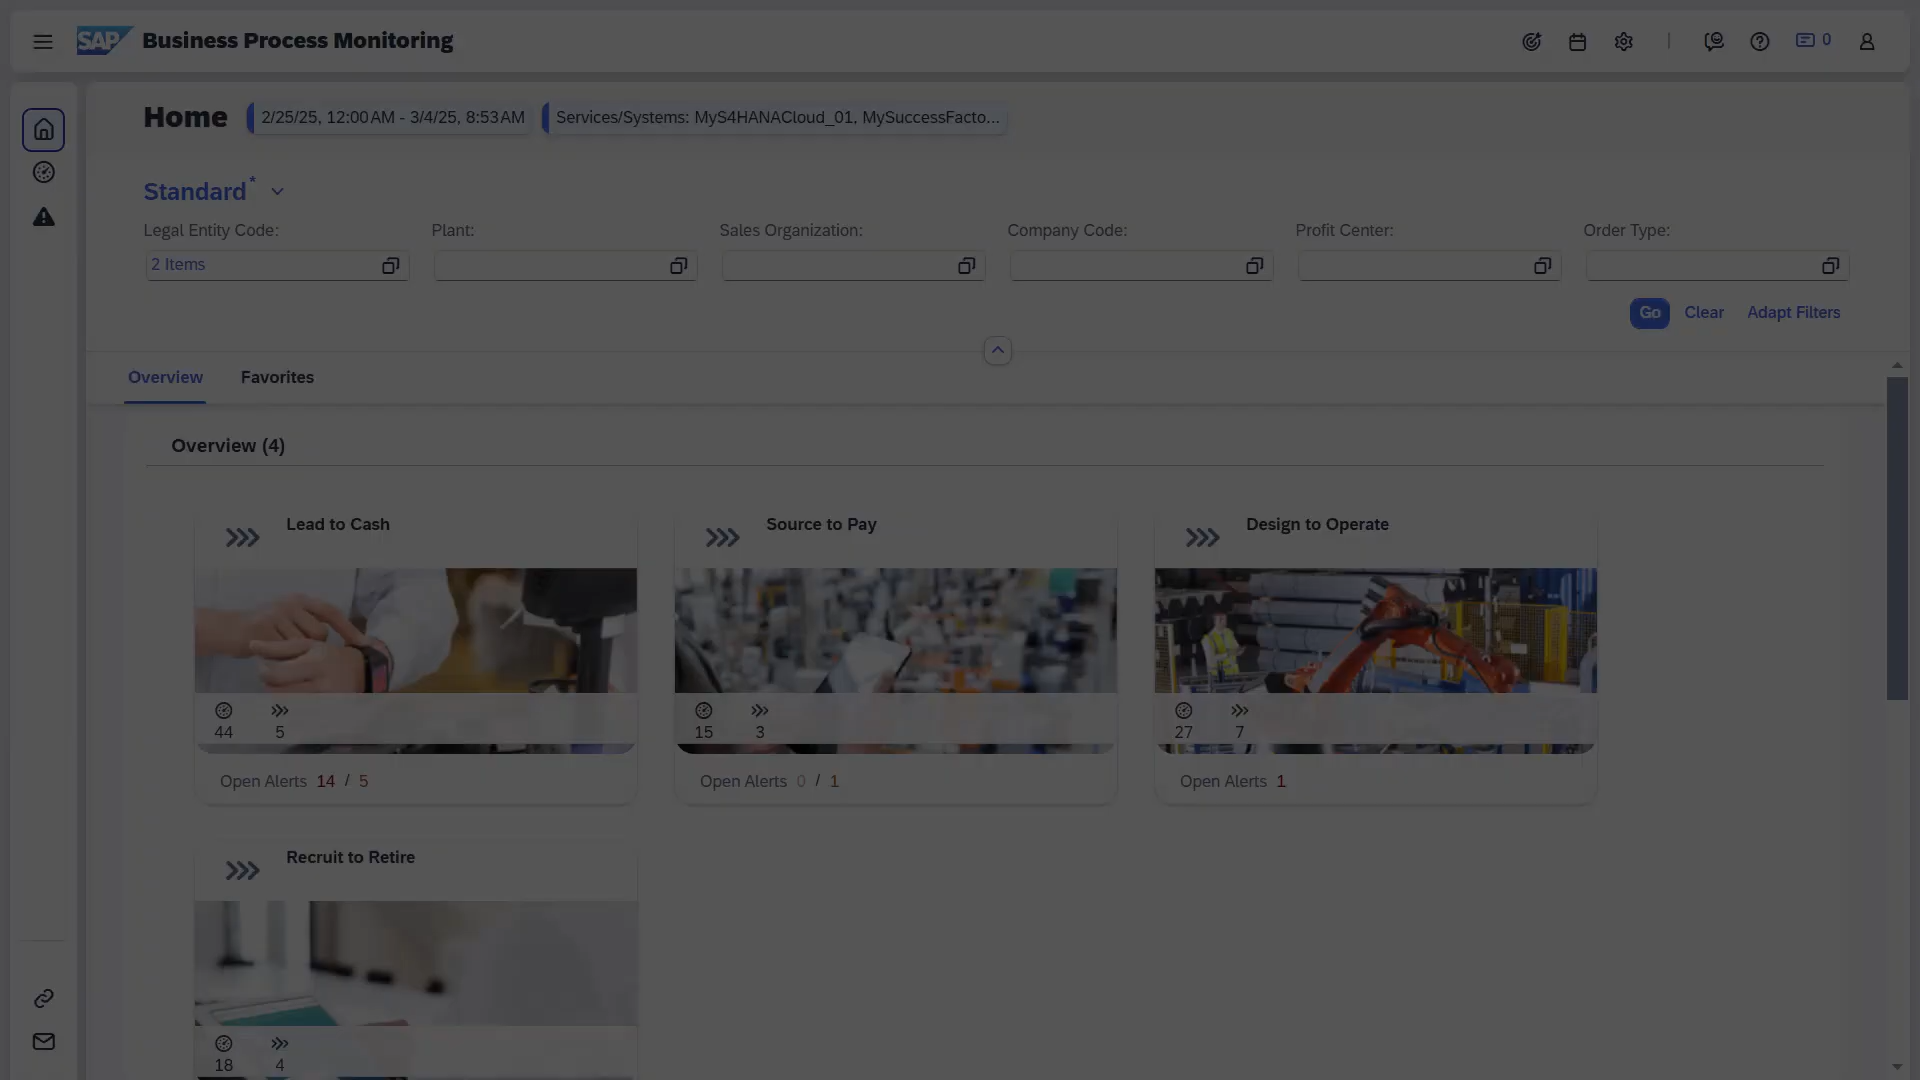 SAP Business Process Monitoring
0
Home
2/25/25, 12:00 AM - 3/4/25, 8:53 AM
Services/Systems: MyS4HANACloud_01, MySuccessFacto...
Standard*
Legal Entity Code:
Plant:
Sales Organization:
Company Code:
Profit Center:
Order Type:
2 Items
Go
Clear
Adapt Filters
Overview
Favorites
Overview (4)
Lead to Cash
44
5
Open Alerts 14 / 5
Source to Pay
15
3
Open Alerts 0 / 1
Design to Operate
27
7
Open Alerts 1
Recruit to Retire
18
4